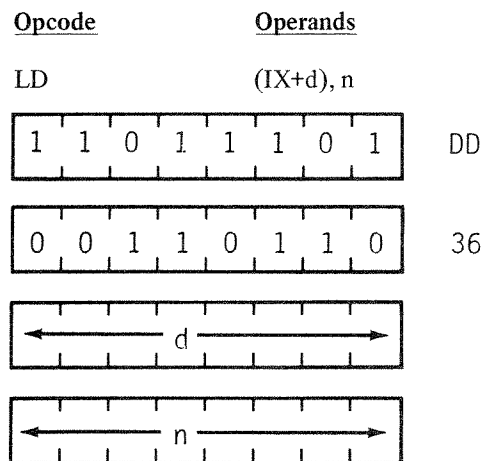 Opcode Operands
LD (IX+d), n
1 1 0 1 1 1 0 1 DD
0 0 1 1 0 1 1 0 36
d
n